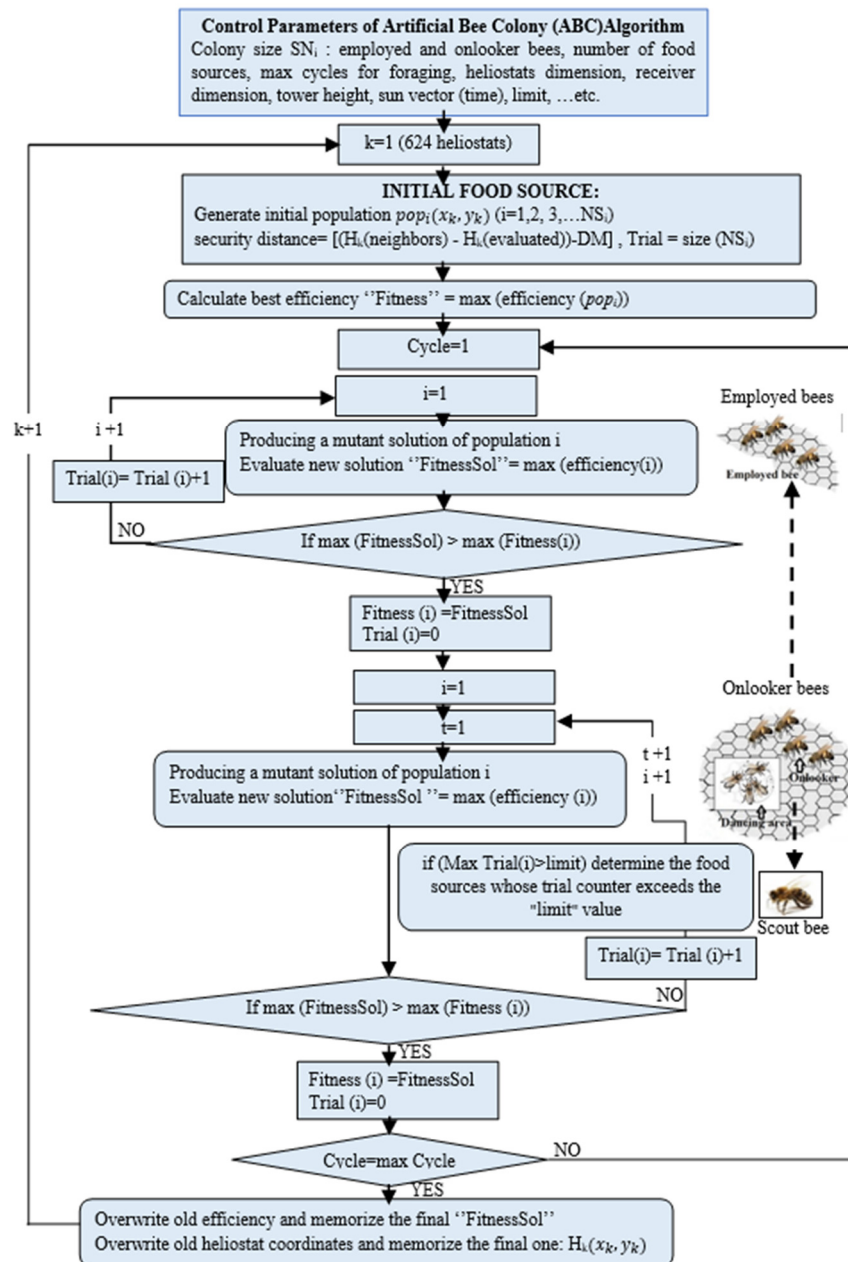 Control Parameters of Artificial Bee Colony (ABC)Algorithm
Colony size SNᵢ : employed and onlooker bees, number of food
sources, max cycles for foraging, heliostats dimension, receiver
dimension, tower height, sun vector (time), limit, …etc.
k=1 (624 heliostats)
INITIAL FOOD SOURCE:
Generate initial population popᵢ(xₖ, yₖ) (i=1,2, 3,…NSᵢ)
security distance= [(Hₖ(neighbors) - Hₖ(evaluated))-DM] , Trial = size (NSᵢ)
Calculate best efficiency ‘’Fitness’’ = max (efficiency (popᵢ))
Cycle=1
i=1
k+1
i +1
Employed bees
Employed bee
Producing a mutant solution of population i
Evaluate new solution ‘’FitnessSol’’= max (efficiency(i))
Trial(i)= Trial (i)+1
NO
If max (FitnessSol) > max (Fitness(i))
YES
Fitness (i) =FitnessSol
Trial (i)=0
i=1
t=1
Onlooker bees
t +1
i +1
Onlooker
Dancing area
Producing a mutant solution of population i
Evaluate new solution‘’FitnessSol ’’= max (efficiency (i))
if (Max Trial(i)>limit) determine the food
sources whose trial counter exceeds the
"limit" value
Scout bee
Trial(i)= Trial (i)+1
NO
If max (FitnessSol) > max (Fitness (i))
YES
Fitness (i) =FitnessSol
Trial (i)=0
Cycle=max Cycle
NO
YES
Overwrite old efficiency and memorize the final ‘’FitnessSol’’
Overwrite old heliostat coordinates and memorize the final one: Hₖ(xₖ, yₖ)